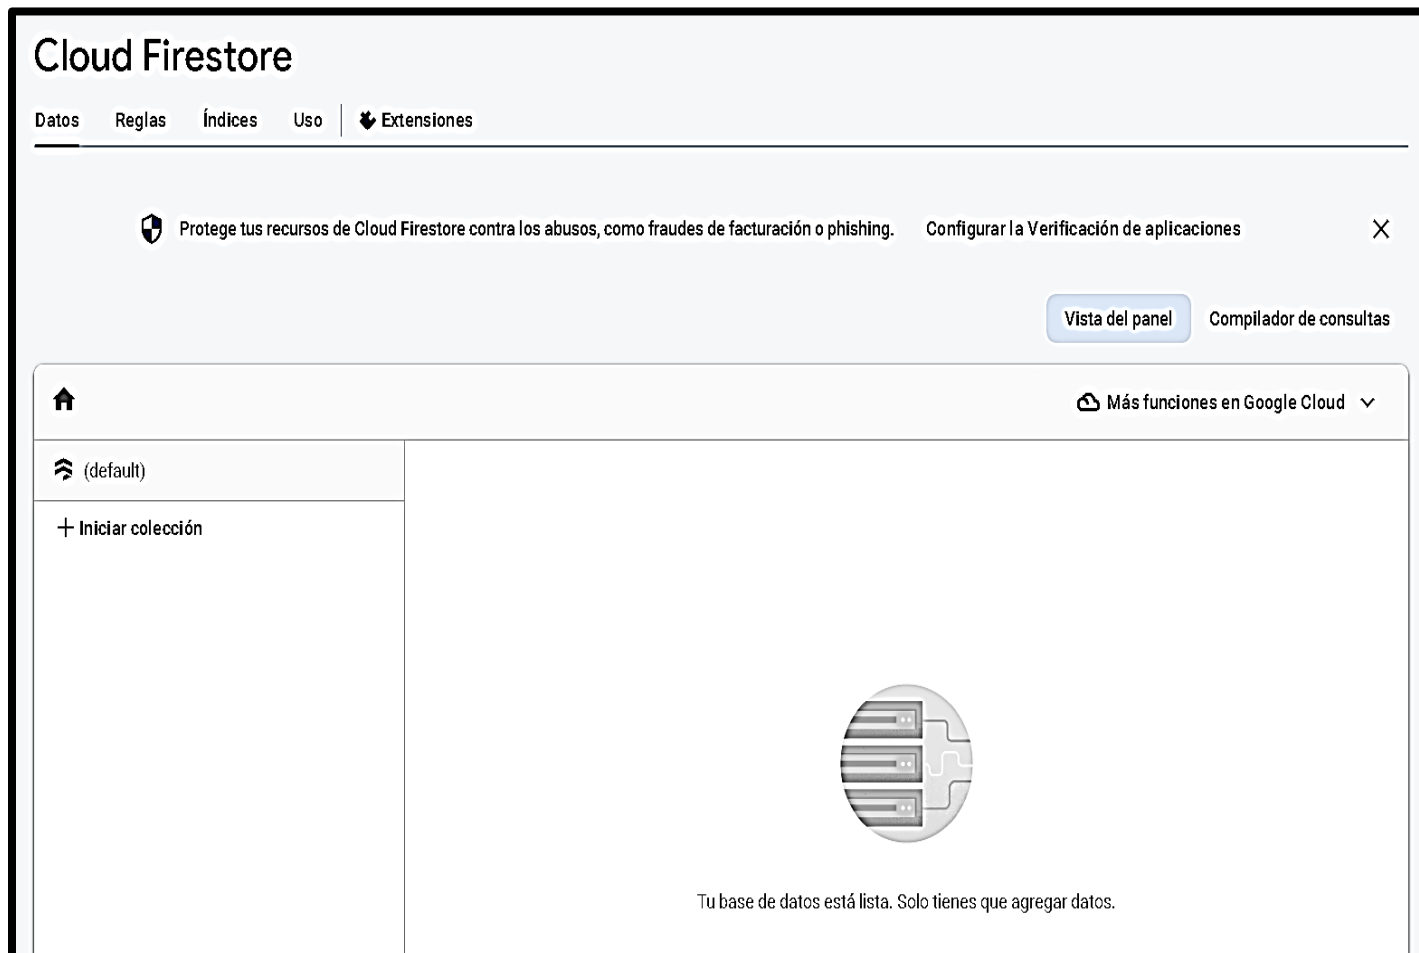 Cloud Firestore
Datos Reglas Índices Uso Extensiones
Protege tus recursos de Cloud Firestore contra los abusos, como fraudes de facturación o phishing. Configurar la Verificación de aplicaciones
Vista del panel Compilador de consultas
Más funciones en Google Cloud
(default)
+ Iniciar colección
Tu base de datos está lista. Solo tienes que agregar datos.